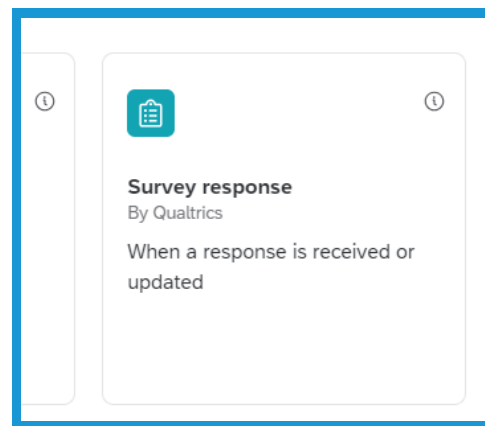 Survey response
By Qualtrics
When a response is received or
updated